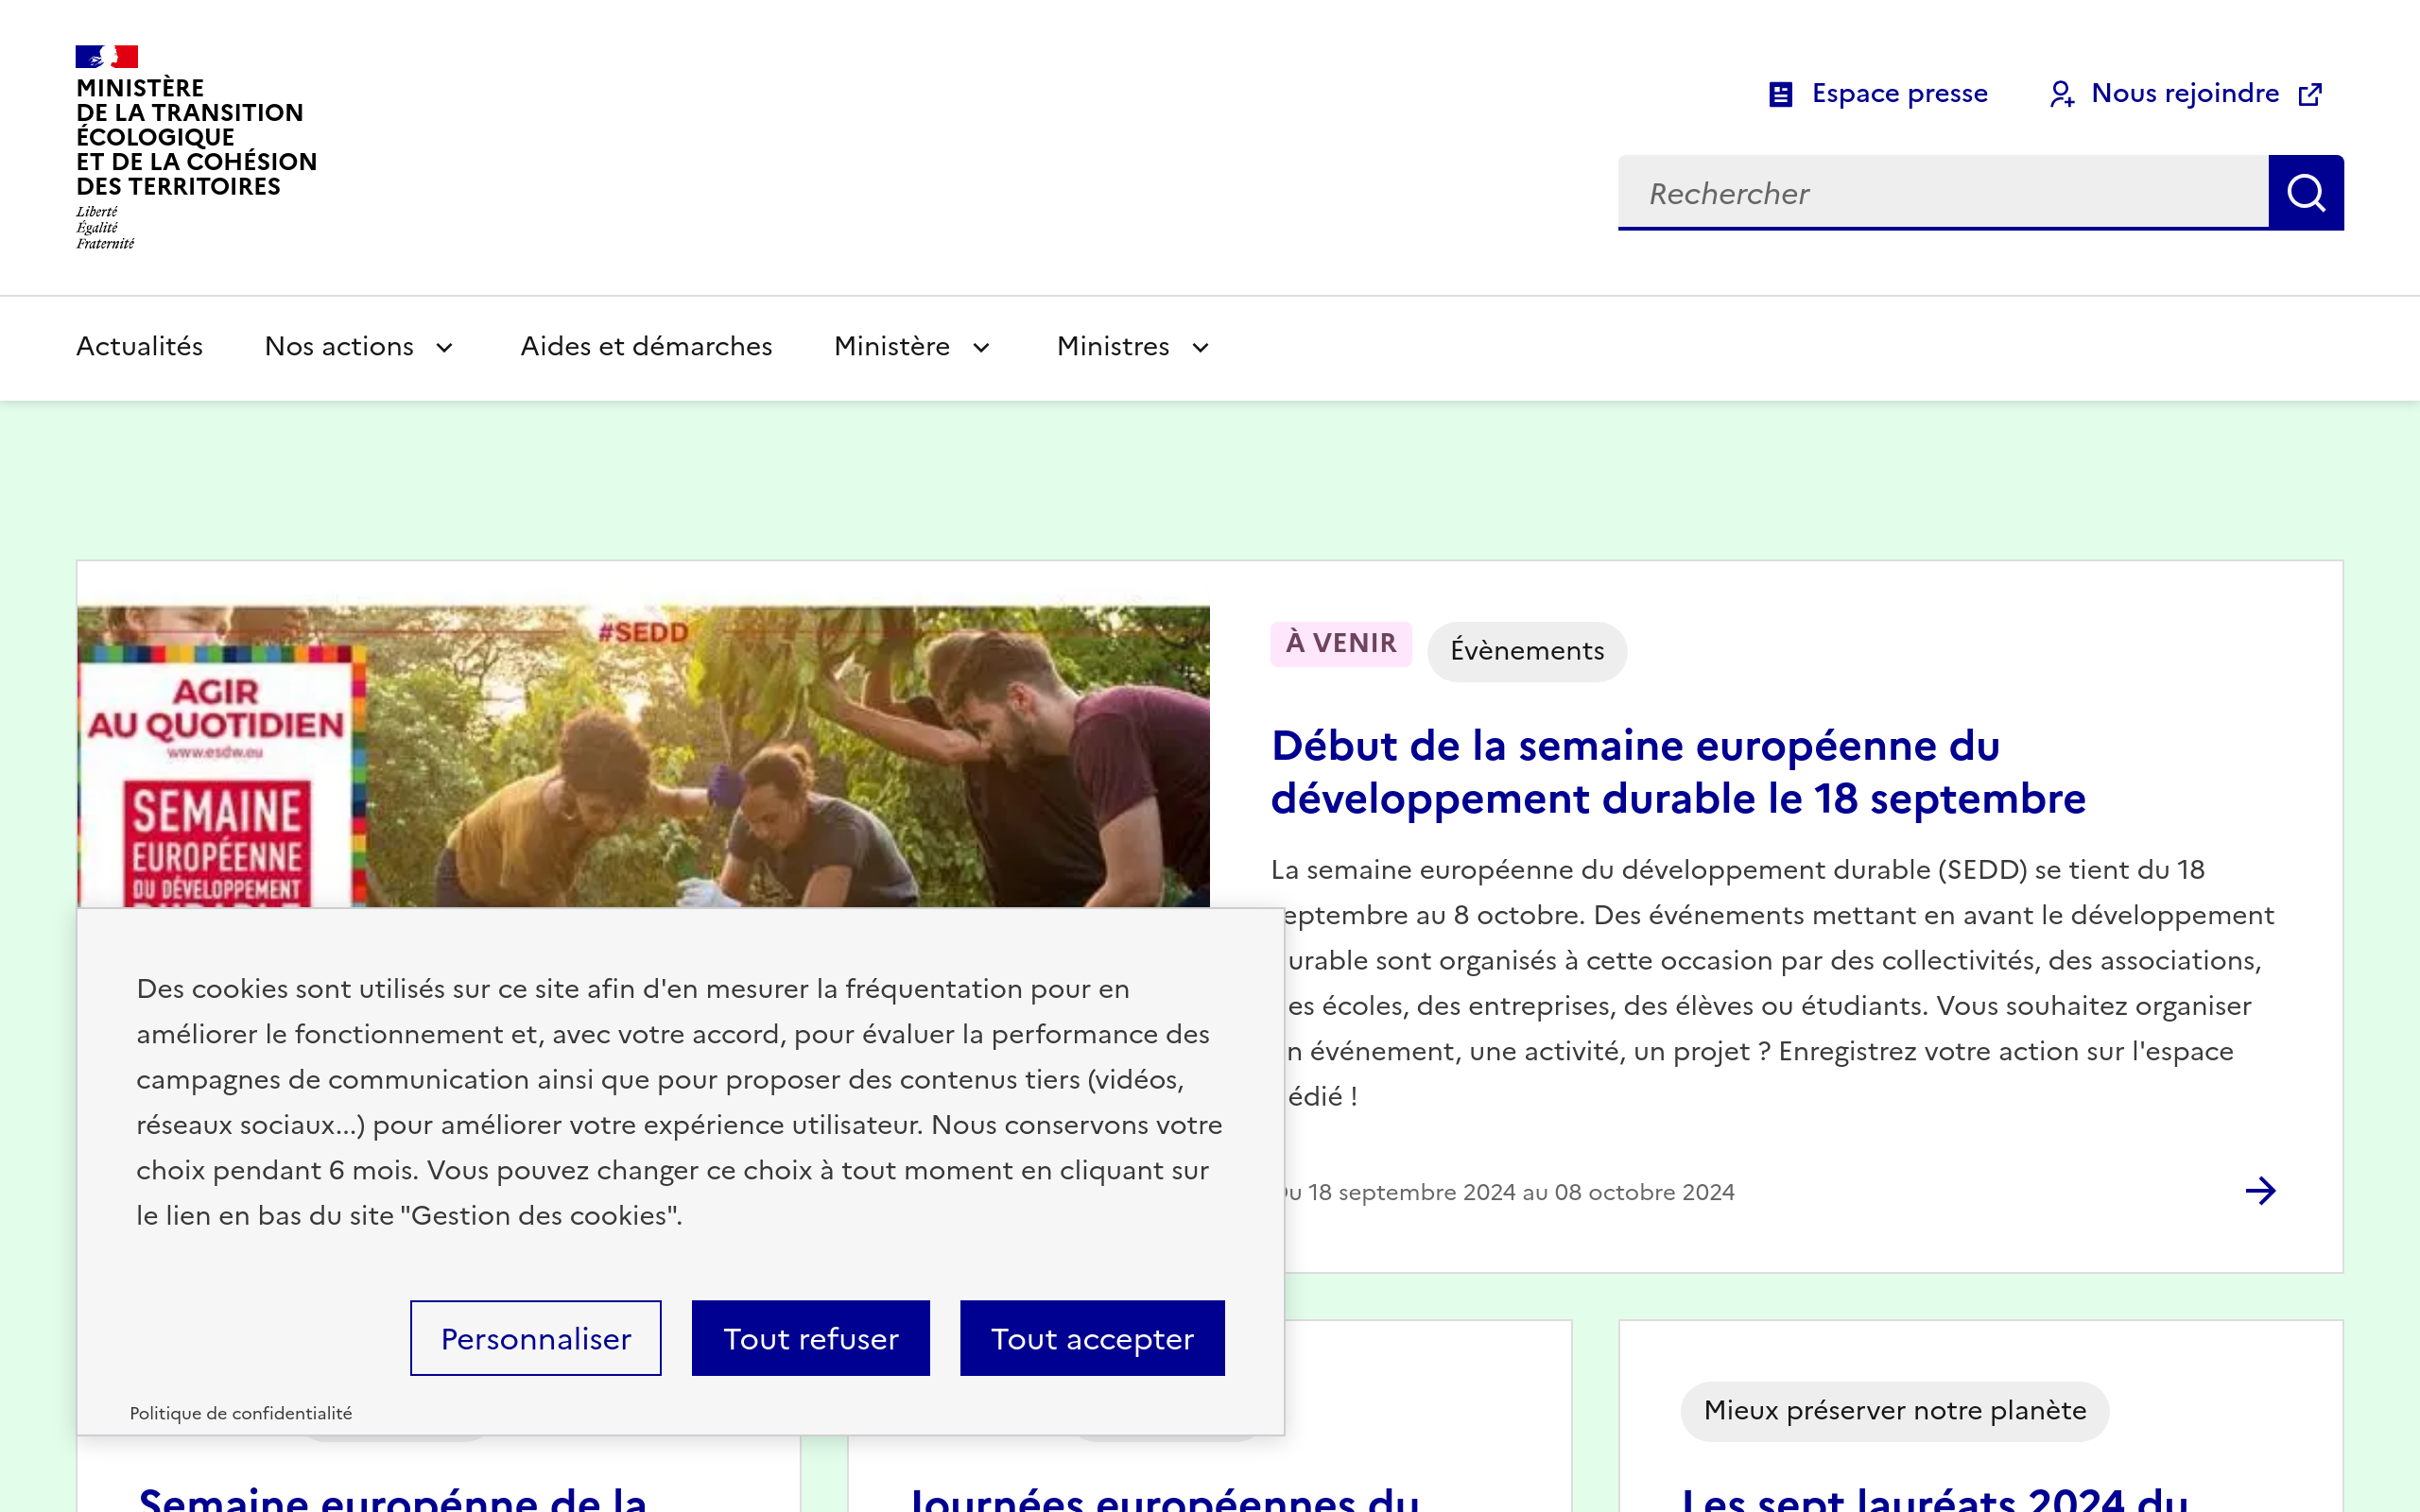 MINISTÈRE
DE LA TRANSITION
ÉCOLOGIQUE
ET DE LA COHÉSION
DES TERRITOIRES
Liberté
Égalité
Fraternité
Espace presse
Nous rejoindre
Rechercher
Actualités
Nos actions
Aides et démarches
Ministère
Ministres
#SEDD
AGIR
AU QUOTIDIEN
www.esdw.eu
SEMAINE
EUROPÉENNE
DU DÉVELOPPEMENT
À VENIR
Évènements
Début de la semaine européenne du
développement durable le 18 septembre
La semaine européenne du développement durable (SEDD) se tient du 18
eptembre au 8 octobre. Des événements mettant en avant le développement
urable sont organisés à cette occasion par des collectivités, des associations,
es écoles, des entreprises, des élèves ou étudiants. Vous souhaitez organiser
n événement, une activité, un projet ? Enregistrez votre action sur l'espace
édié !
Du 18 septembre 2024 au 08 octobre 2024
Des cookies sont utilisés sur ce site afin d'en mesurer la fréquentation pour en
améliorer le fonctionnement et, avec votre accord, pour évaluer la performance des
campagnes de communication ainsi que pour proposer des contenus tiers (vidéos,
réseaux sociaux...) pour améliorer votre expérience utilisateur. Nous conservons votre
choix pendant 6 mois. Vous pouvez changer ce choix à tout moment en cliquant sur
le lien en bas du site "Gestion des cookies".
Personnaliser
Tout refuser
Tout accepter
Politique de confidentialité
Mieux préserver notre planète
Semaine europénne de la
Journées européennes du
Les sept lauréats 2024 du